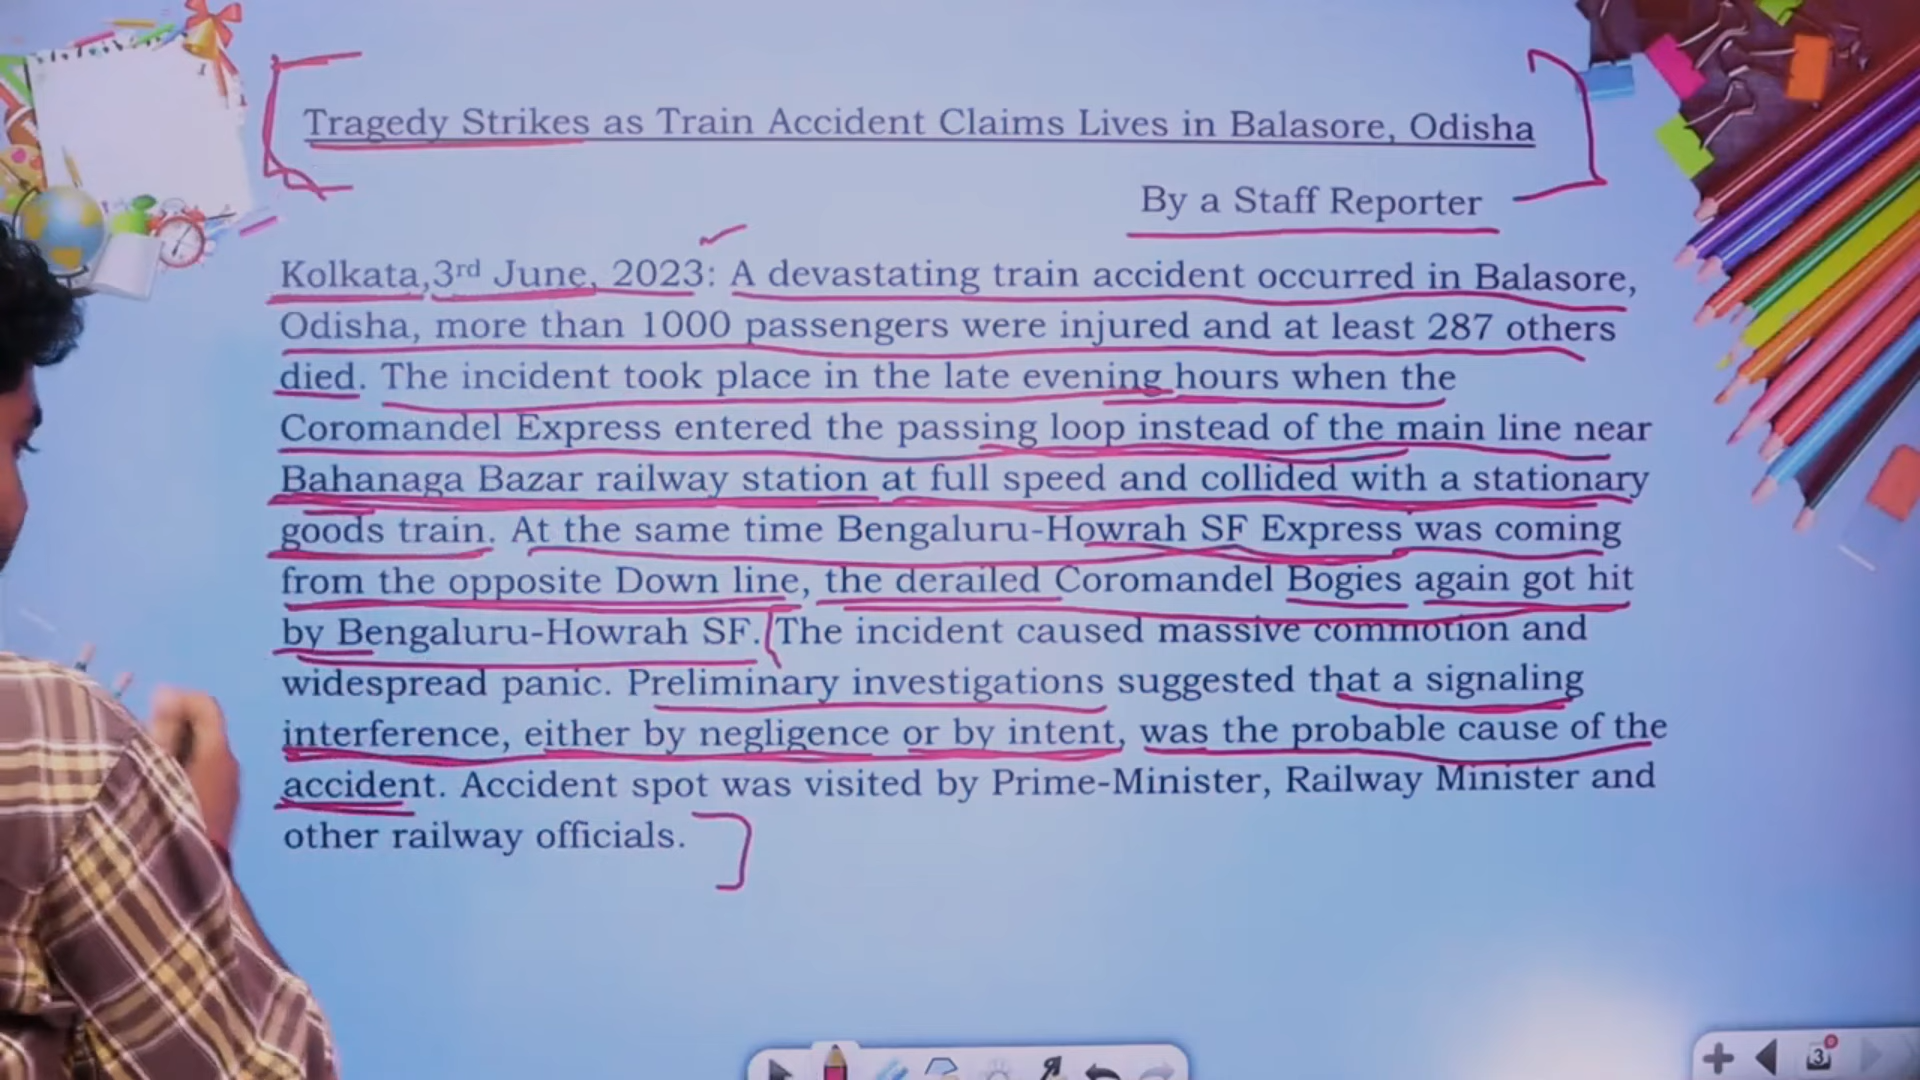 Tragedy Strikes as Train Accident Claims Lives in Balasore, Odisha
By a Staff Reporter
Kolkata,3rd June, 2023: A devastating train accident occurred in Balasore,
Odisha, more than 1000 passengers were injured and at least 287 others
died. The incident took place in the late evening hours when the
Coromandel Express entered the passing loop instead of the main line near
Bahanaga Bazar railway station at full speed and collided with a stationary
goods train. At the same time Bengaluru-Howrah SF Express was coming
from the opposite Down line, the derailed Coromandel Bogies again got hit
by Bengaluru-Howrah SF. The incident caused massive commotion and
widespread panic. Preliminary investigations suggested that a signaling
interference, either by negligence or by intent, was the probable cause of the
accident. Accident spot was visited by Prime-Minister, Railway Minister and
other railway officials.
3